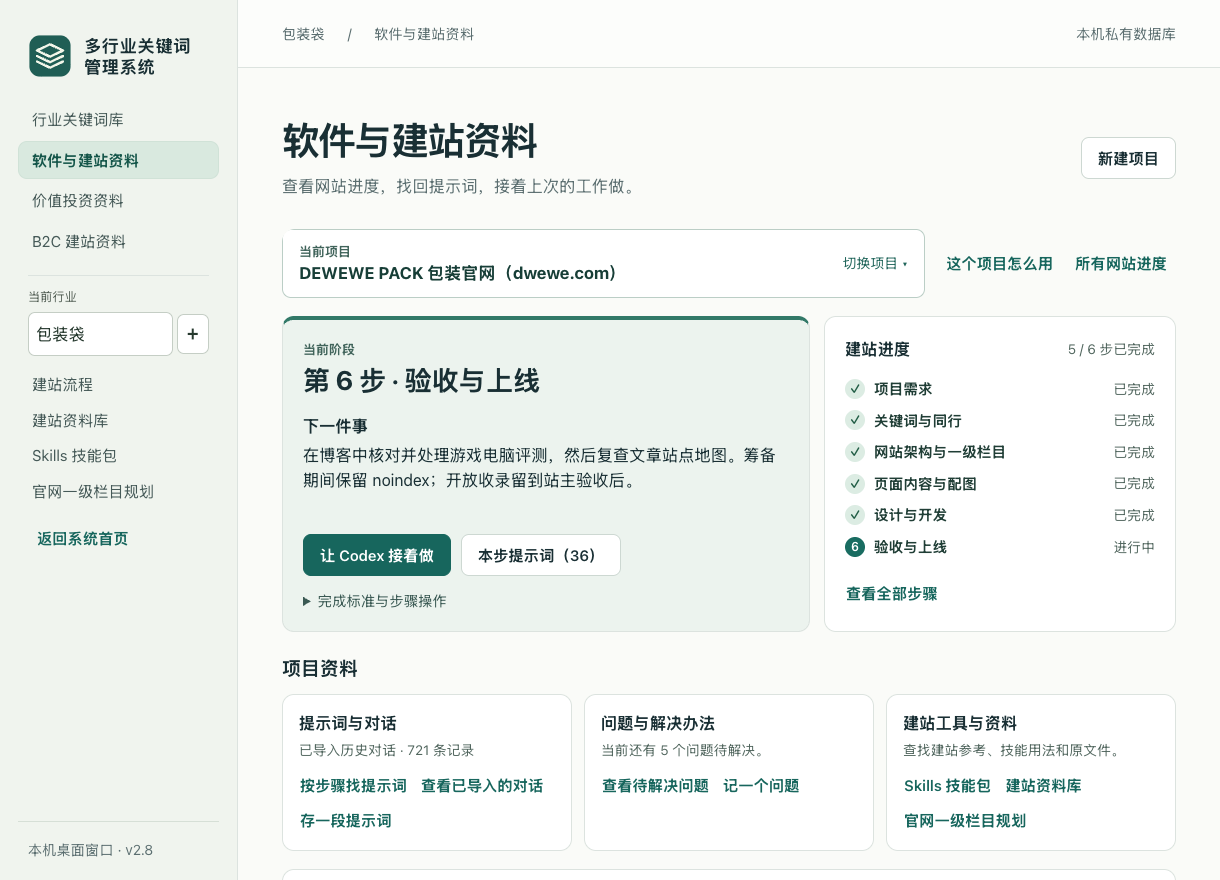 多行业关键词
管理系统
行业关键词库
软件与建站资料
价值投资资料
B2C 建站资料
当前行业
包装袋
+
建站流程
建站资料库
Skills 技能包
官网一级栏目规划
返回系统首页
本机桌面窗口 · v2.8
包装袋 / 软件与建站资料
本机私有数据库
软件与建站资料
查看网站进度，找回提示词，接着上次的工作做。
新建项目
当前项目
DEWEWE PACK 包装官网（dwewe.com）
切换项目
这个项目怎么用
所有网站进度
当前阶段
第 6 步 · 验收与上线
下一件事
在博客中核对并处理游戏电脑评测，然后复查文章站点地图。筹备
期间保留 noindex；开放收录留到站主验收后。
让 Codex 接着做
本步提示词（36）
完成标准与步骤操作
建站进度
5 / 6 步已完成
项目需求 已完成
关键词与同行 已完成
网站架构与一级栏目 已完成
页面内容与配图 已完成
设计与开发 已完成
6 验收与上线 进行中
查看全部步骤
项目资料
提示词与对话
已导入历史对话 · 721 条记录
按步骤找提示词 查看已导入的对话
存一段提示词
问题与解决办法
当前还有 5 个问题待解决。
查看待解决问题 记一个问题
建站工具与资料
查找建站参考、技能用法和原文件。
Skills 技能包 建站资料库
官网一级栏目规划